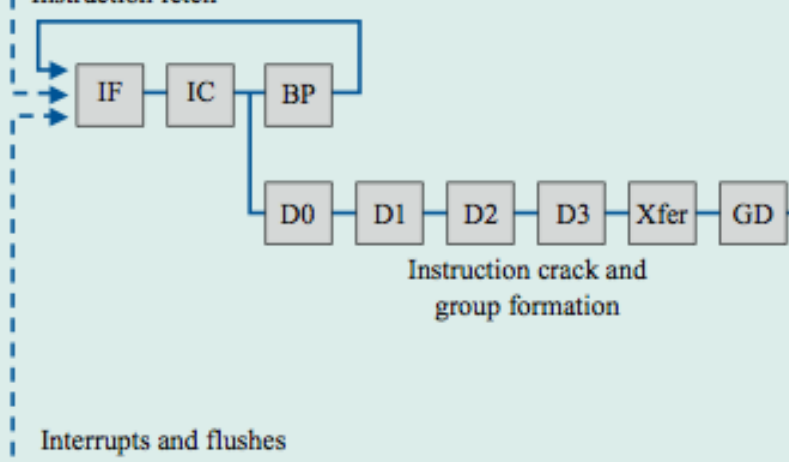 IF IC BP
D0 D1 D2 D3 Xfer GD
Instruction crack and
group formation
Interrupts and flushes